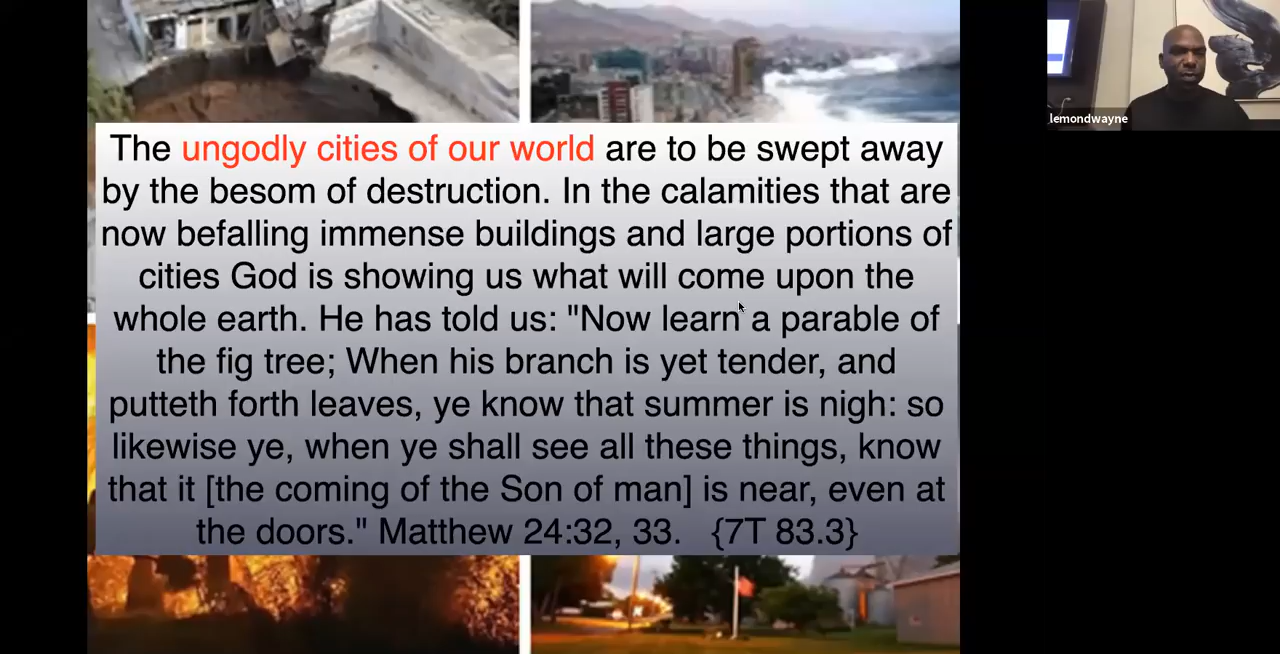 The ungodly cities of our world are to be swept away
by the besom of destruction. In the calamities that are
now befalling immense buildings and large portions of
cities God is showing us what will come upon the
whole earth. He has told us: "Now learn a parable of
the fig tree; When his branch is yet tender, and
putteth forth leaves, ye know that summer is nigh: so
likewise ye, when ye shall see all these things, know
that it [the coming of the Son of man] is near, even at
the doors." Matthew 24:32, 33. {7T 83.3}
lemondwayne